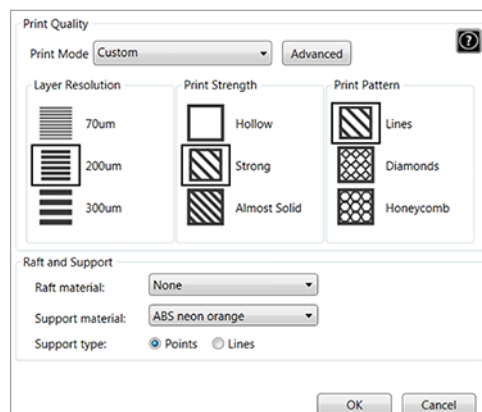 Print Quality
Print Mode Custom Advanced ?
Layer Resolution Print Strength Print Pattern
70um Hollow Lines
200um Strong Diamonds
300um Almost Solid Honeycomb
Raft and Support
Raft material: None
Support material: ABS neon orange
Support type: Points Lines
OK Cancel